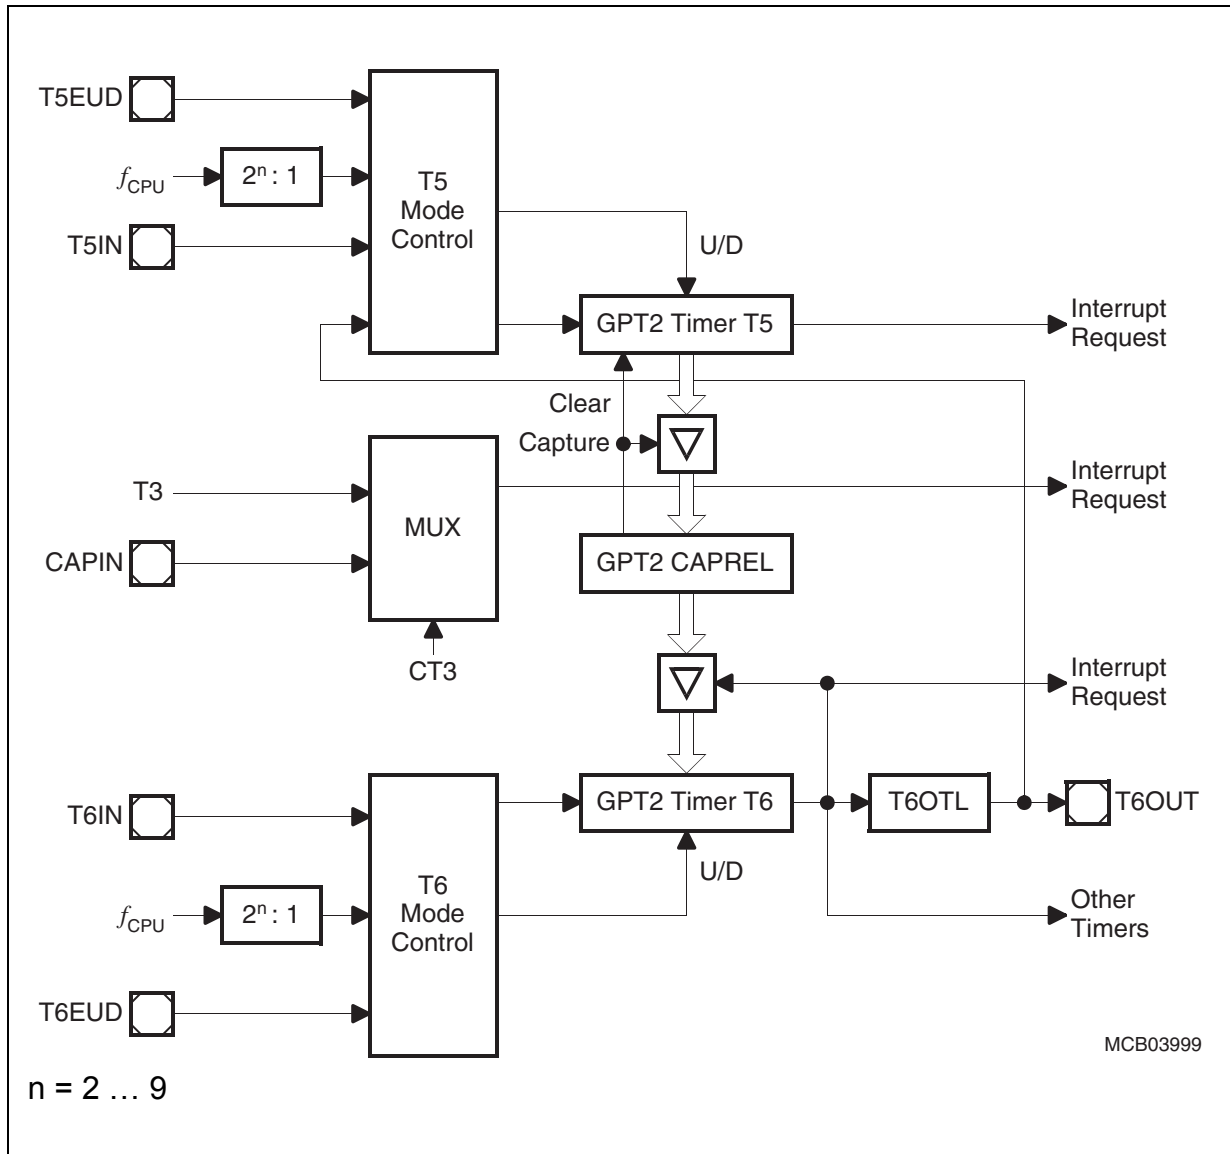 T5EUD
fCPU
2ⁿ : 1
T5IN
T5
Mode
Control
U/D
GPT2 Timer T5
Interrupt
Request
Clear
Capture
T3
CAPIN
MUX
CT3
Interrupt
Request
GPT2 CAPREL
Interrupt
Request
T6IN
fCPU
2ⁿ : 1
T6EUD
T6
Mode
Control
GPT2 Timer T6
U/D
T6OTL
T6OUT
Other
Timers
MCB03999
n = 2 … 9